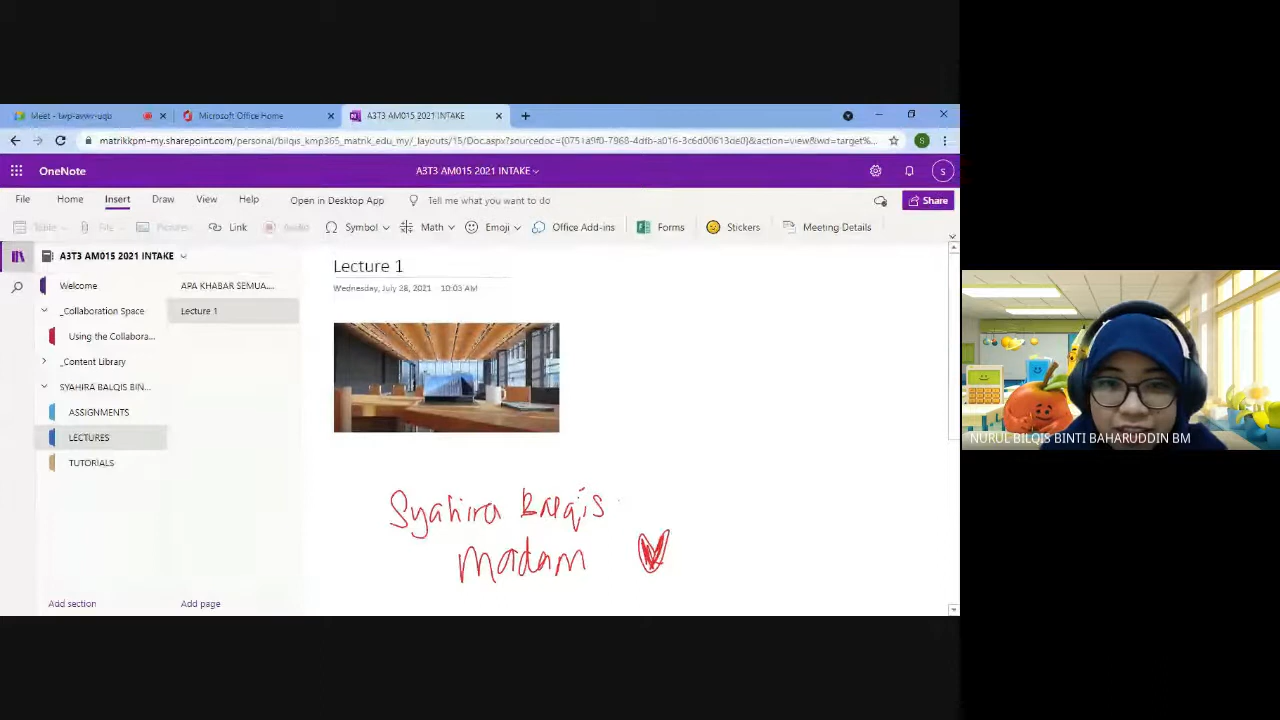 Microsoft Office Home
A3T3 AM015 2021 INTAKE
OneNote
A3T3 AM015 2021 INTAKE
File Home Insert Draw View Help Open in Desktop App Tell me what you want to do
Share
Table File Pictures Link Audio Symbol Math Emoji Office Add-ins Forms Stickers Meeting Details
A3T3 AM015 2021 INTAKE
Welcome
_Collaboration Space
Using the Collabora...
_Content Library
SYAHIRA BALQIS BIN...
ASSIGNMENTS
LECTURES
TUTORIALS
Add section
APA KHABAR SEMUA....
Lecture 1
Add page
Lecture 1
Wednesday, July 28, 2021 10:03 AM
Syahira Balqis
Madam
NURUL BILQIS BINTI BAHARUDDIN BM
S
S